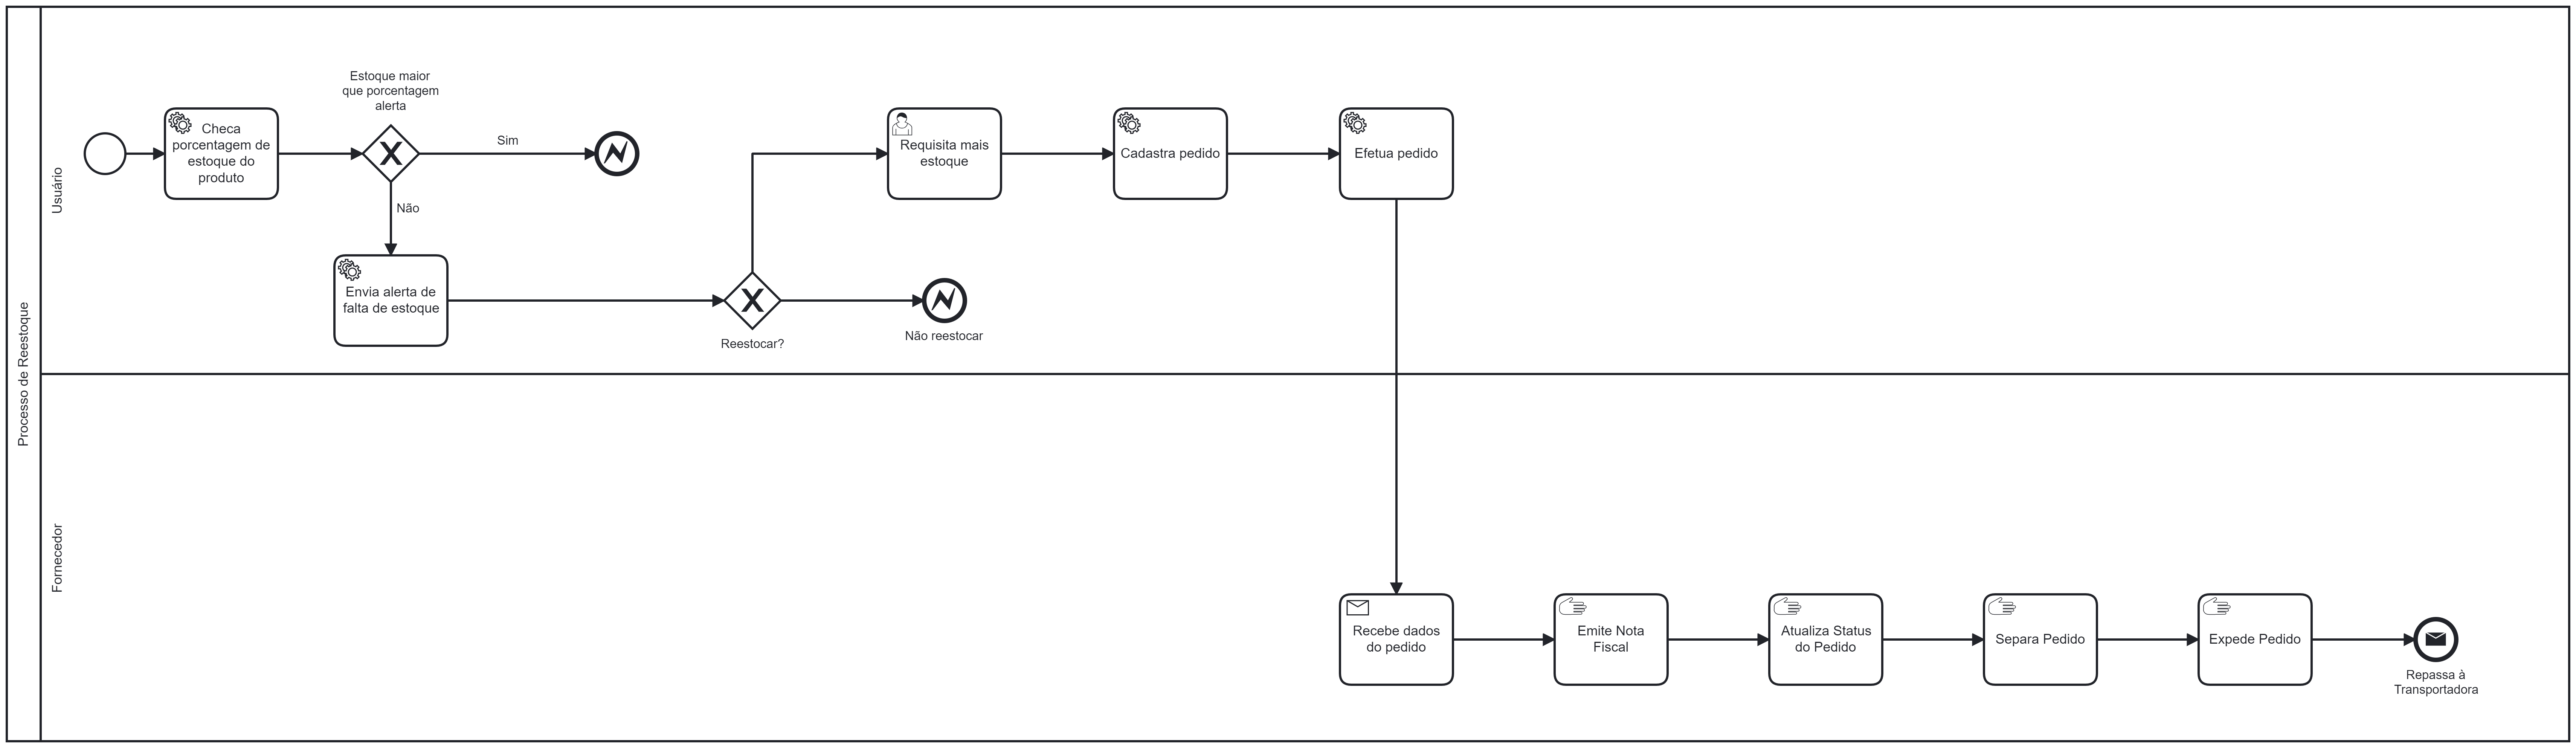 Processo de Reestoque
Usuário
Estoque maior
que porcentagem
alerta
Checa
porcentagem de
estoque do
produto
Sim
Não
Envia alerta de
falta de estoque
Reestocar?
Não reestocar
Requisita mais
estoque
Cadastra pedido
Efetua pedido
Fornecedor
Recebe dados
do pedido
Emite Nota
Fiscal
Atualiza Status
do Pedido
Separa Pedido
Expede Pedido
Repassa à
Transportadora